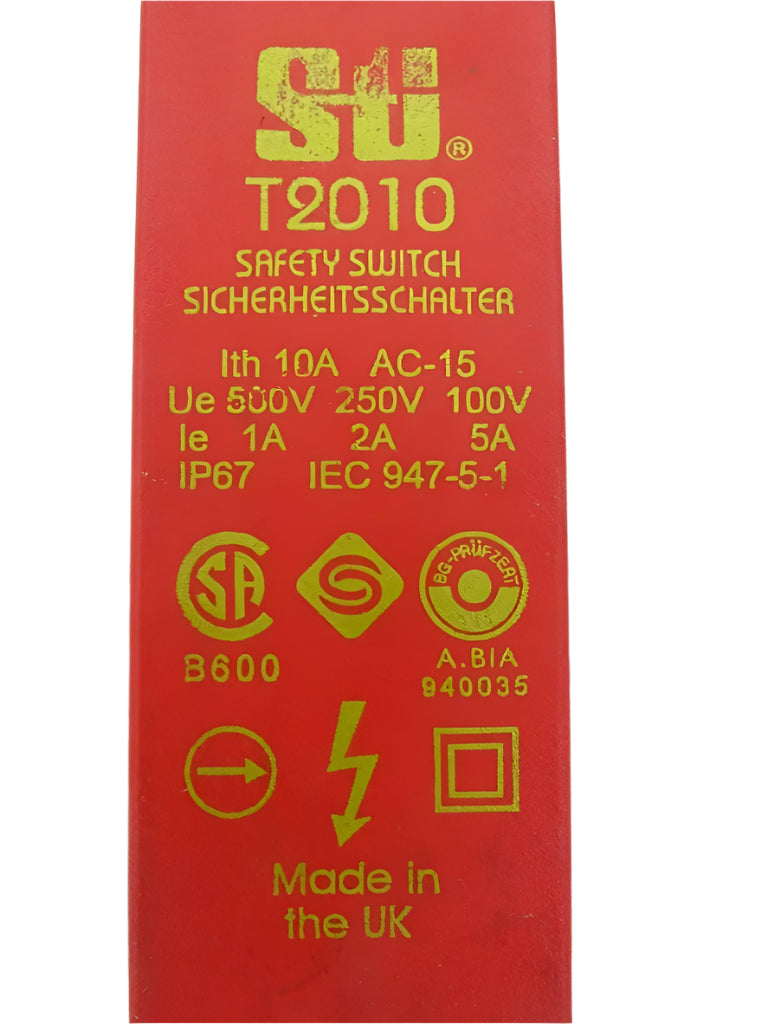 Sti®
T2010
SAFETY SWITCH
SICHERHEITSSCHALTER
Ith 10A AC-15
Ue 500V 250V 100V
Ie 1A 2A 5A
IP67 IEC 947-5-1
SA
S
BG-PRÜFZERT
B600
A.BIA
940035
Made in
the UK